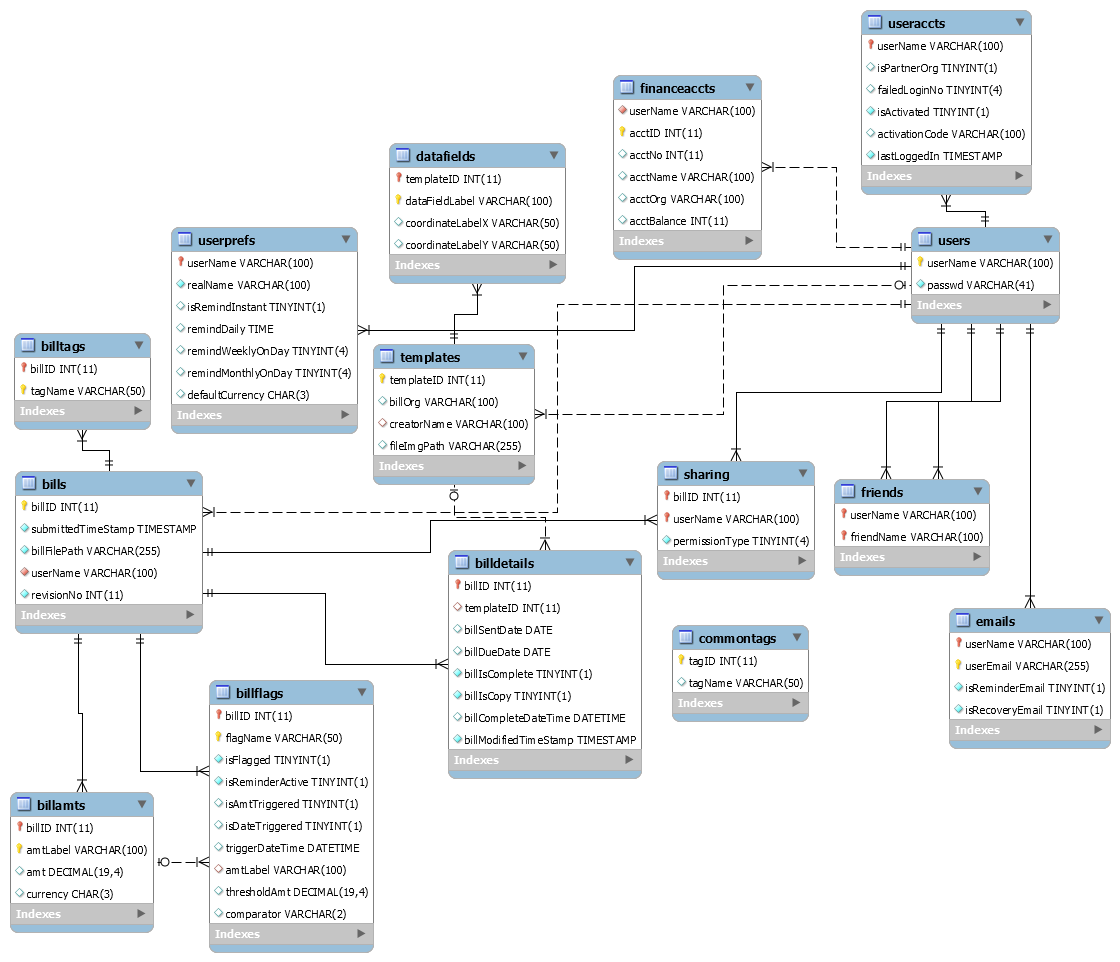 useraccts
userName VARCHAR(100)
isPartnerOrg TINYINT(1)
failedLoginNo TINYINT(4)
isActivated TINYINT(1)
activationCode VARCHAR(100)
lastLoggedIn TIMESTAMP
Indexes
financeaccts
userName VARCHAR(100)
acctID INT(11)
acctNo INT(11)
acctName VARCHAR(100)
acctOrg VARCHAR(100)
acctBalance INT(11)
Indexes
datafields
templateID INT(11)
dataFieldLabel VARCHAR(100)
coordinateLabelX VARCHAR(50)
coordinateLabelY VARCHAR(50)
Indexes
userprefs
userName VARCHAR(100)
realName VARCHAR(100)
isRemindInstant TINYINT(1)
remindDaily TIME
remindWeeklyOnDay TINYINT(4)
remindMonthlyOnDay TINYINT(4)
defaultCurrency CHAR(3)
Indexes
users
userName VARCHAR(100)
passwd VARCHAR(41)
Indexes
billtags
billID INT(11)
tagName VARCHAR(50)
Indexes
templates
templateID INT(11)
billOrg VARCHAR(100)
creatorName VARCHAR(100)
fileImgPath VARCHAR(255)
Indexes
bills
billID INT(11)
submittedTimeStamp TIMESTAMP
billFilePath VARCHAR(255)
userName VARCHAR(100)
revisionNo INT(11)
Indexes
sharing
billID INT(11)
userName VARCHAR(100)
permissionType TINYINT(4)
Indexes
friends
userName VARCHAR(100)
friendName VARCHAR(100)
Indexes
billdetails
billID INT(11)
templateID INT(11)
billSentDate DATE
billDueDate DATE
billIsComplete TINYINT(1)
billIsCopy TINYINT(1)
billCompleteDateTime DATETIME
billModifiedTimeStamp TIMESTAMP
Indexes
commontags
tagID INT(11)
tagName VARCHAR(50)
Indexes
emails
userName VARCHAR(100)
userEmail VARCHAR(255)
isReminderEmail TINYINT(1)
isRecoveryEmail TINYINT(1)
Indexes
billflags
billID INT(11)
flagName VARCHAR(50)
isFlagged TINYINT(1)
isReminderActive TINYINT(1)
isAmtTriggered TINYINT(1)
isDateTriggered TINYINT(1)
triggerDateTime DATETIME
amtLabel VARCHAR(100)
thresholdAmt DECIMAL(19,4)
comparator VARCHAR(2)
Indexes
billamts
billID INT(11)
amtLabel VARCHAR(100)
amt DECIMAL(19,4)
currency CHAR(3)
Indexes